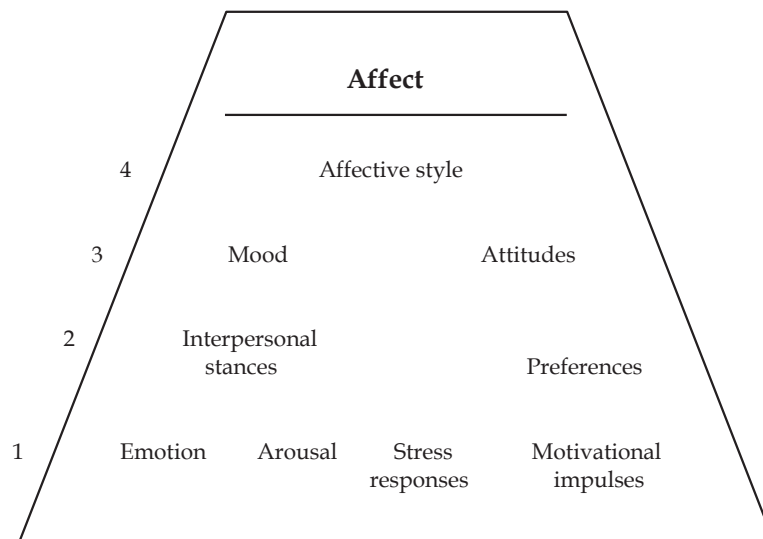 Affect
4 Affective style
3 Mood Attitudes
2 Interpersonal
stances Preferences
1 Emotion Arousal Stress Motivational
responses impulses